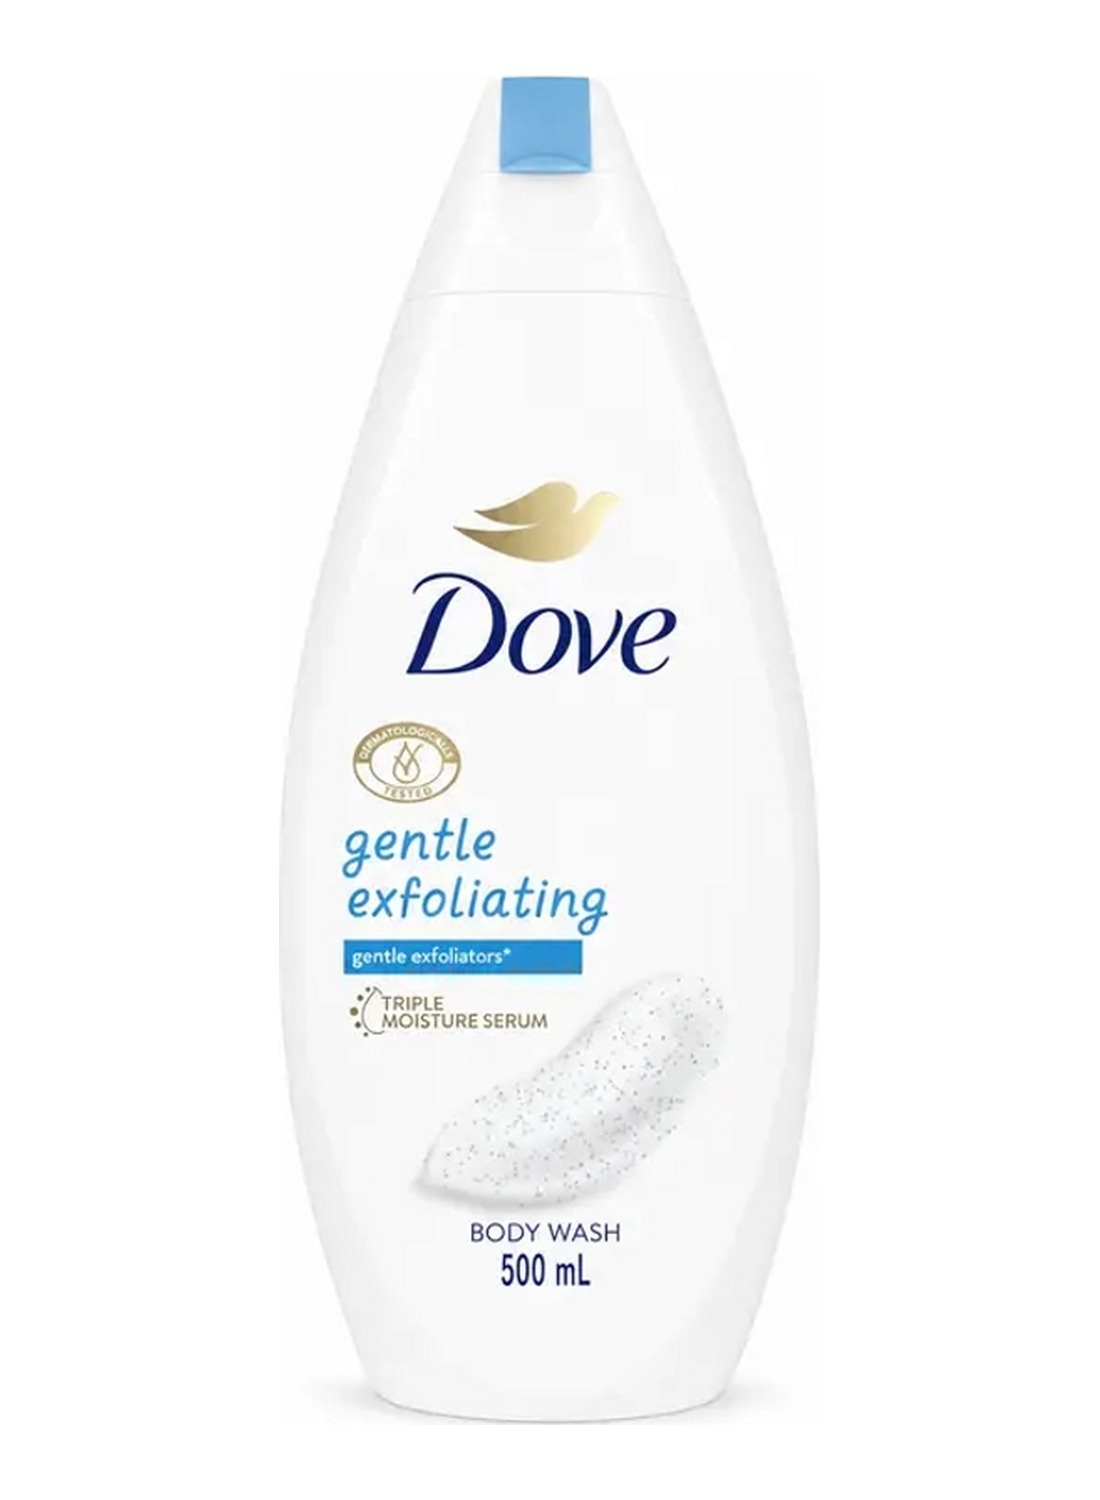 Dove
DERMATOLOGICALLY
TESTED
gentle
exfoliating
gentle exfoliators*
TRIPLE
MOISTURE SERUM
BODY WASH
500 mL